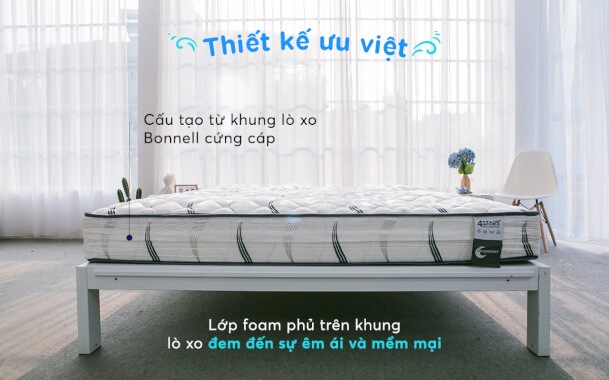 Thiết kế ưu việt
Cấu tạo từ khung lò xo
Bonnell cứng cáp
Lớp foam phủ trên khung
lò xo đem đến sự êm ái và mềm mại